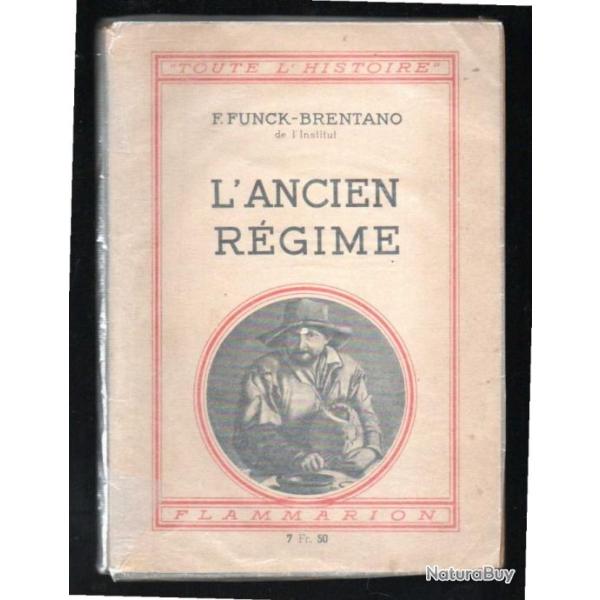 "TOUTE L'HISTOIRE"
F. FUNCK-BRENTANO
de l'Institut
L'ANCIEN
RÉGIME
FLAMMARION
7 Fr. 50
NaturaBuy